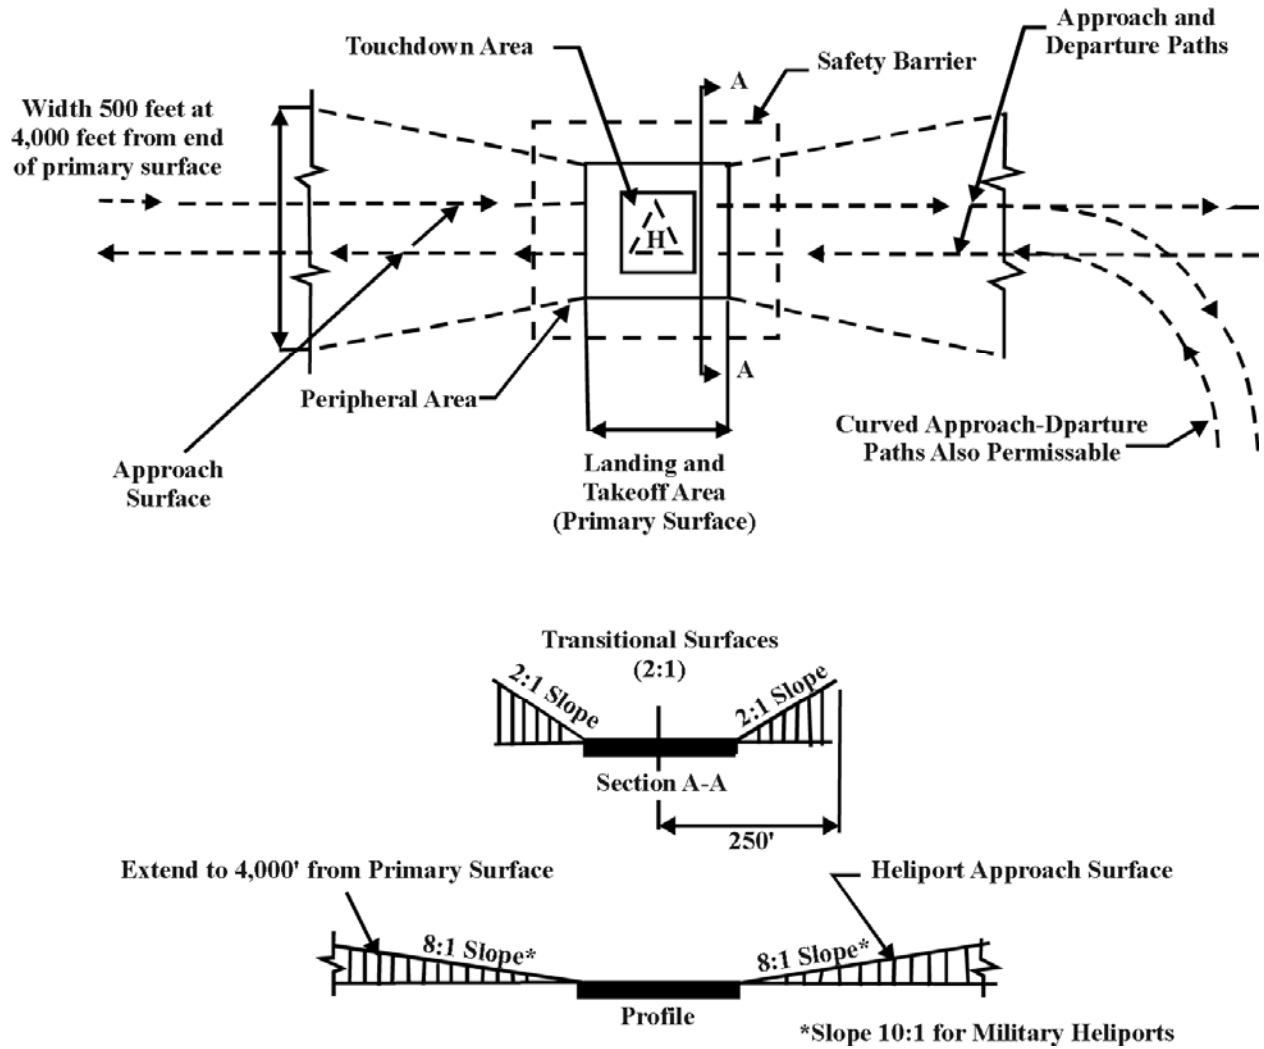 Approach and
Departure Paths
Touchdown Area
Safety Barrier
A
Width 500 feet at
4,000 feet from end
of primary surface
H
A
Peripheral Area
Curved Approach-Dparture
Paths Also Permissable
Approach
Surface
Landing and
Takeoff Area
(Primary Surface)
Transitional Surfaces
(2:1)
2:1 Slope
2:1 Slope
Section A-A
250'
Extend to 4,000' from Primary Surface
Heliport Approach Surface
8:1 Slope*
8:1 Slope*
Profile
*Slope 10:1 for Military Heliports